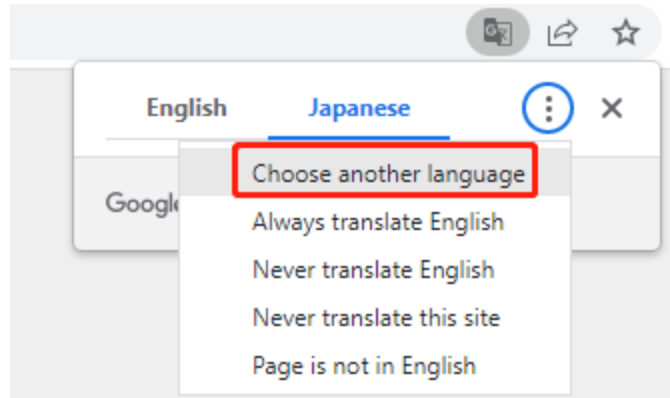 English Japanese
Choose another language
Google
Always translate English
Never translate English
Never translate this site
Page is not in English